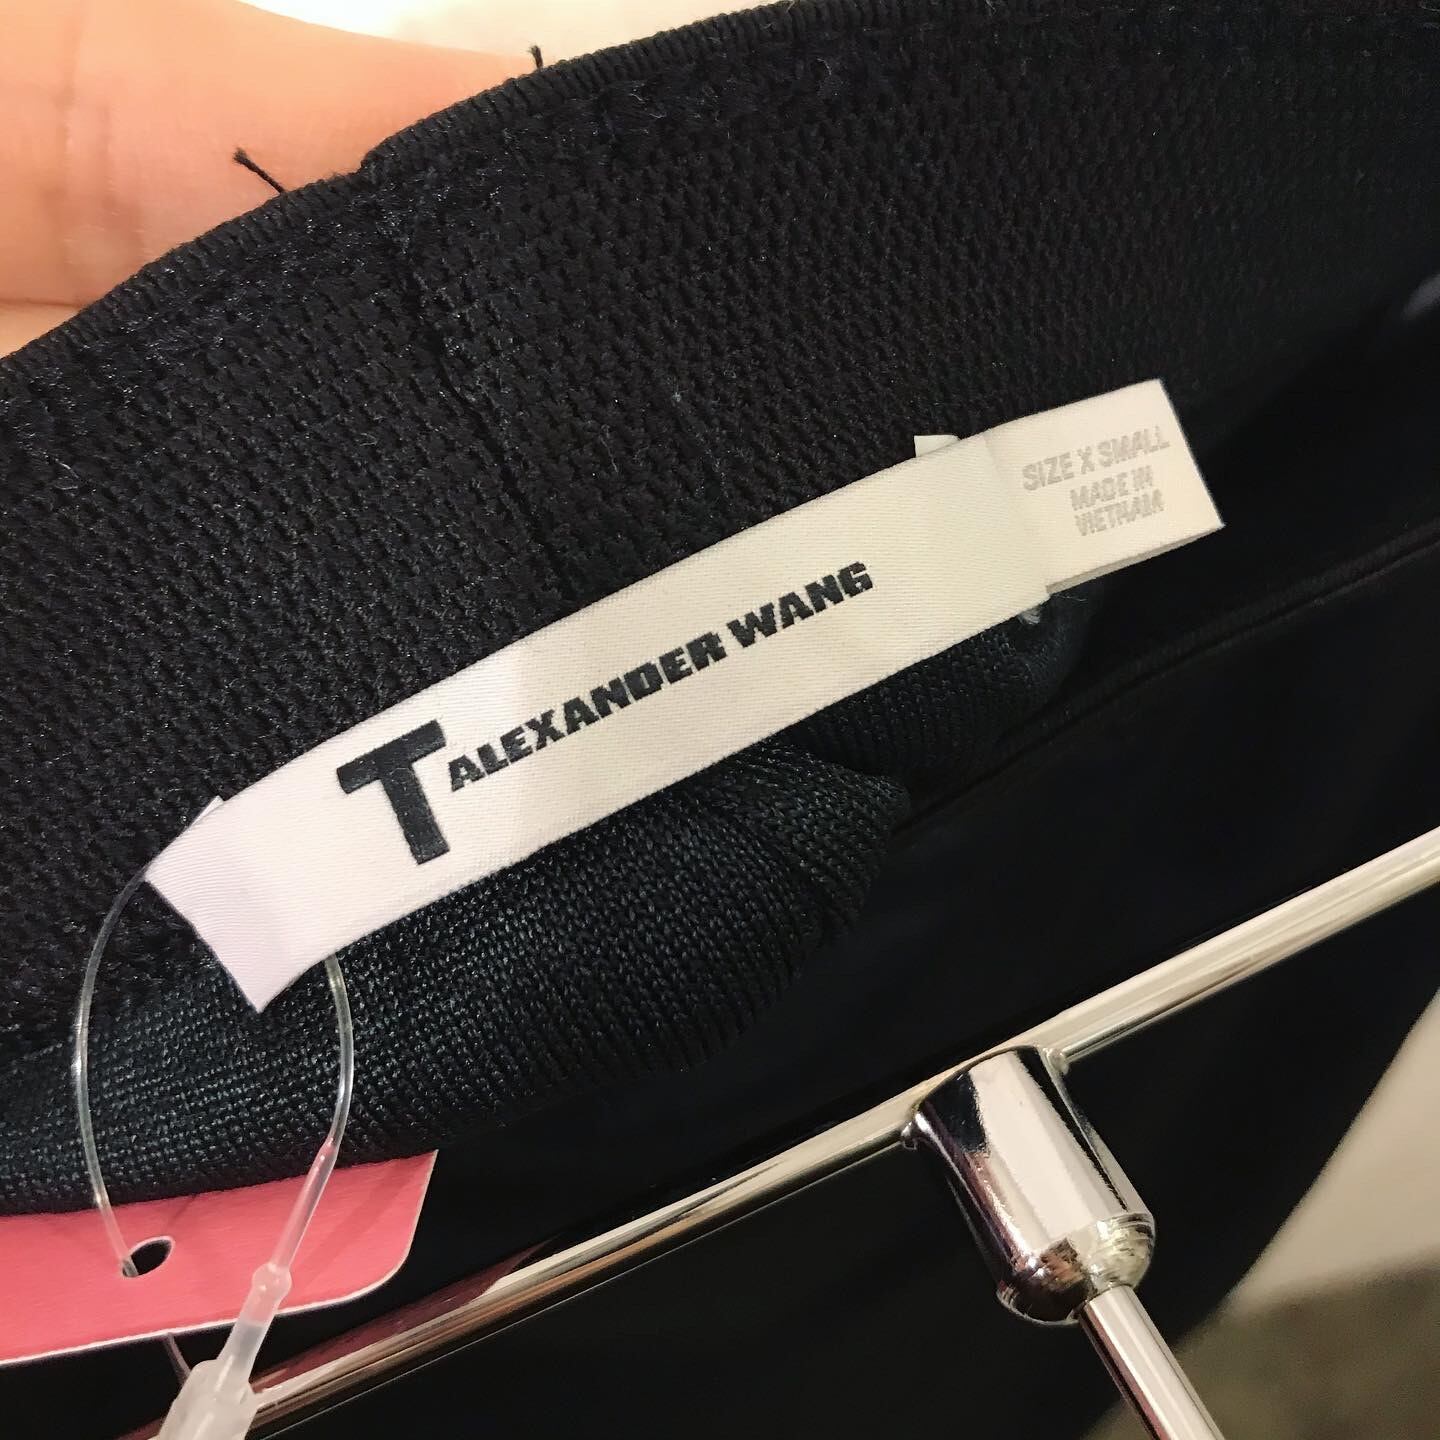 T ALEXANDER WANG
SIZE X SMALL
MADE IN
VIETNAM